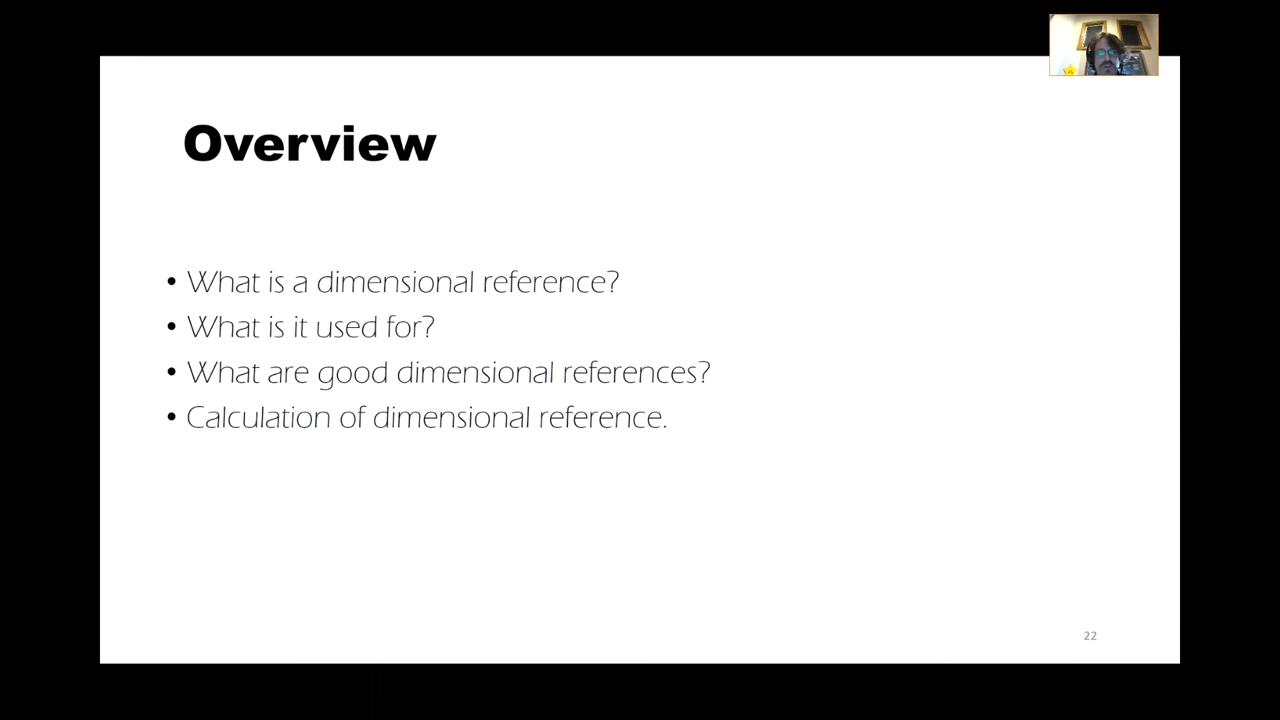 Overview
• What is a dimensional reference?
• What is it used for?
• What are good dimensional references?
• Calculation of dimensional reference.
22